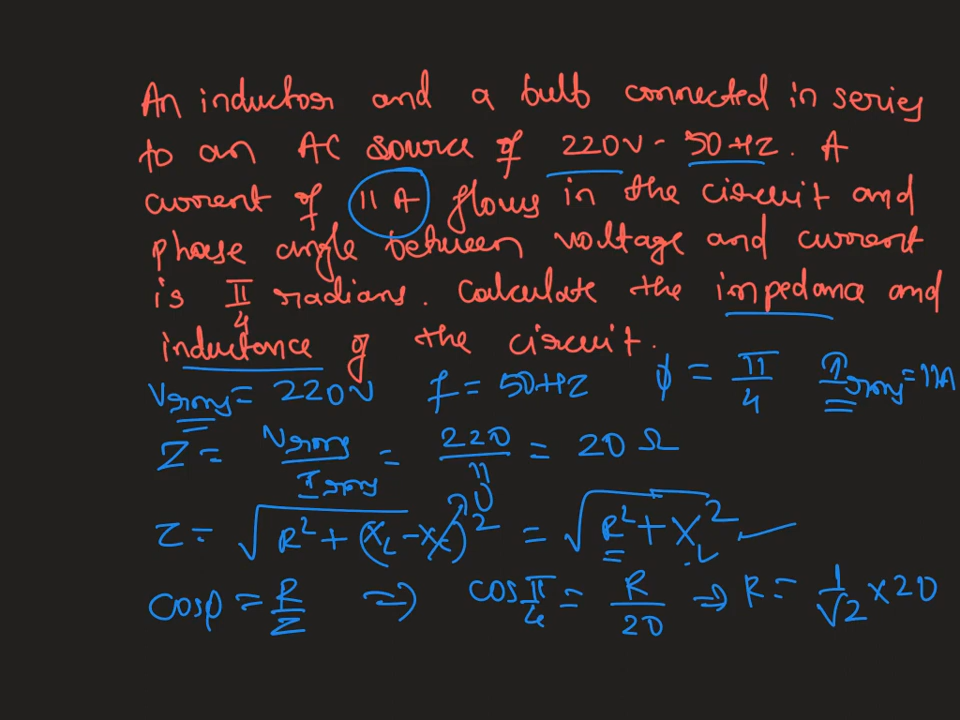 An inductor and a bulb connected in series
to an AC source of 220V - 50HZ. A
current of 11 A flows in the circuit and
phase angle between voltage and current
is π/4 radians. Calculate the impedance and
inductance of the circuit.
Vrms = 220V f = 50HZ ϕ = π/4 Irms = 11A
Z = Vrms/Irms = 220/11 = 20 Ω
Z = √R² + (XL - Xc)² 0 = √R² + XL²
Cosϕ = R/Z ⇒ Cos π/4 = R/20 ⇒ R = 1/√2 × 20